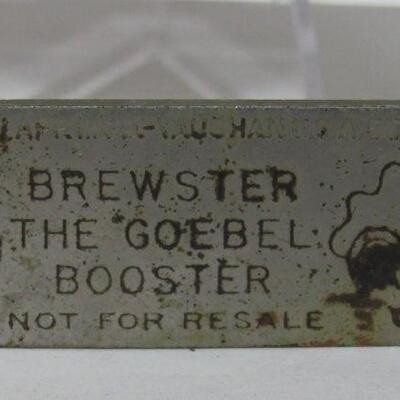 BREWSTER
THE GOEBEL
BOOSTER
NOT FOR RESALE